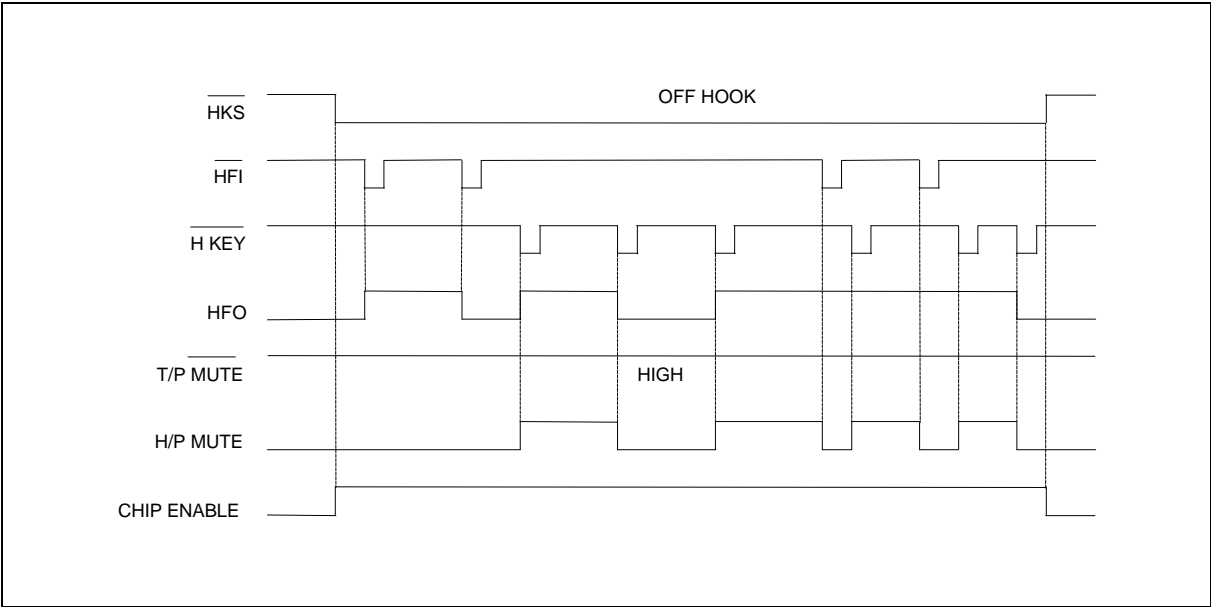 HKS
OFF HOOK
HFI
H KEY
HFO
T/P MUTE
HIGH
H/P MUTE
CHIP ENABLE